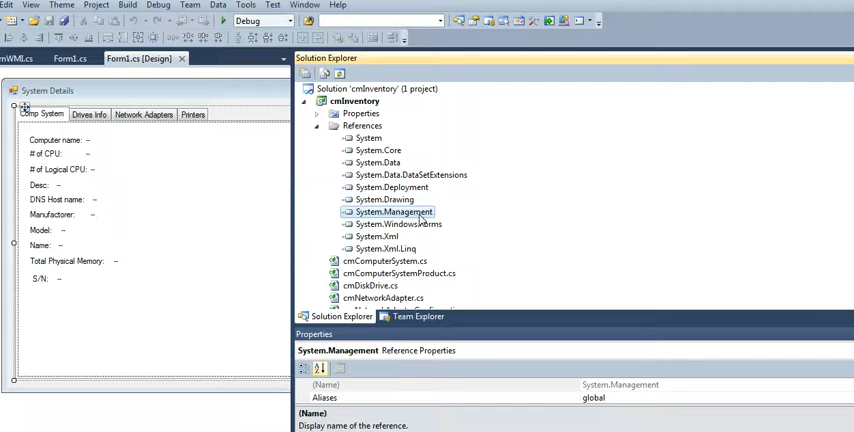 Edit View Theme Project Build Debug Team Data Tools Test Window Help
Debug
mWMI.cs Form1.cs Form1.cs [Design]
System Details
Comp System Drives Info Network Adapters Printers
Computer name: --
# of CPU: --
# of Logical CPU: --
Desc: --
DNS Host name: --
Manufacturer: --
Model: --
Name: --
Total Physical Memory: --
S/N: --
Solution Explorer
Solution 'cmInventory' (1 project)
cmInventory
Properties
References
System
System.Core
System.Data
System.Data.DataSetExtensions
System.Deployment
System.Drawing
System.Management
System.Windows.Forms
System.Xml
System.Xml.Linq
cmComputerSystem.cs
cmComputerSystemProduct.cs
cmDiskDrive.cs
cmNetworkAdapter.cs
Solution Explorer Team Explorer
Properties
System.Management Reference Properties
(Name) System.Management
Aliases global
(Name)
Display name of the reference.